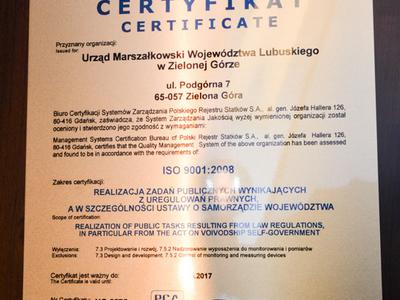 CERTYFIKAT
CERTIFICATE
Przyznany organizacji:
Issued for:
Urząd Marszałkowski Województwa Lubuskiego
w Zielonej Górze
ul. Podgórna 7
65-057 Zielona Góra
Biuro Certyfikacji Systemów Zarządzania Polskiego Rejestru Statków S.A., al. gen. Józefa Hallera 126,
80-416 Gdańsk, zaświadcza, że System Zarządzania Jakością wyżej wymienionej organizacji został
oceniony i stwierdzono jego zgodność z wymaganiami:
Management Systems Certification Bureau of Polski Rejestr Statków S.A., al. gen. Józefa Hallera 126,
80-416 Gdańsk, certifies that the Quality Management System of the above organization has been assessed
and found to be in accordance with the requirements of:
ISO 9001:2008
Zakres certyfikacji:
REALIZACJA ZADAŃ PUBLICZNYCH WYNIKAJĄCYCH
Z UREGULOWAŃ PRAWNYCH,
A W SZCZEGÓLNOŚCI USTAWY O SAMORZĄDZIE WOJEWÓDZTWA
Scope of certification:
REALIZATION OF PUBLIC TASKS RESULTING FROM LAW REGULATIONS,
IN PARTICULAR FROM THE ACT ON VOIVODSHIP SELF-GOVERNMENT
Wyłączenia: 7.3 Projektowanie i rozwój, 7.5.2 Nadzorowanie wyposażenia do monitorowania i pomiarów
Exclusions: 7.3 Design and development, 7.5.2 Control of monitoring and measuring devices
Certyfikat jest ważny do: .2017
The Certificate is valid until:
Nr Certyfikatu:
PCA